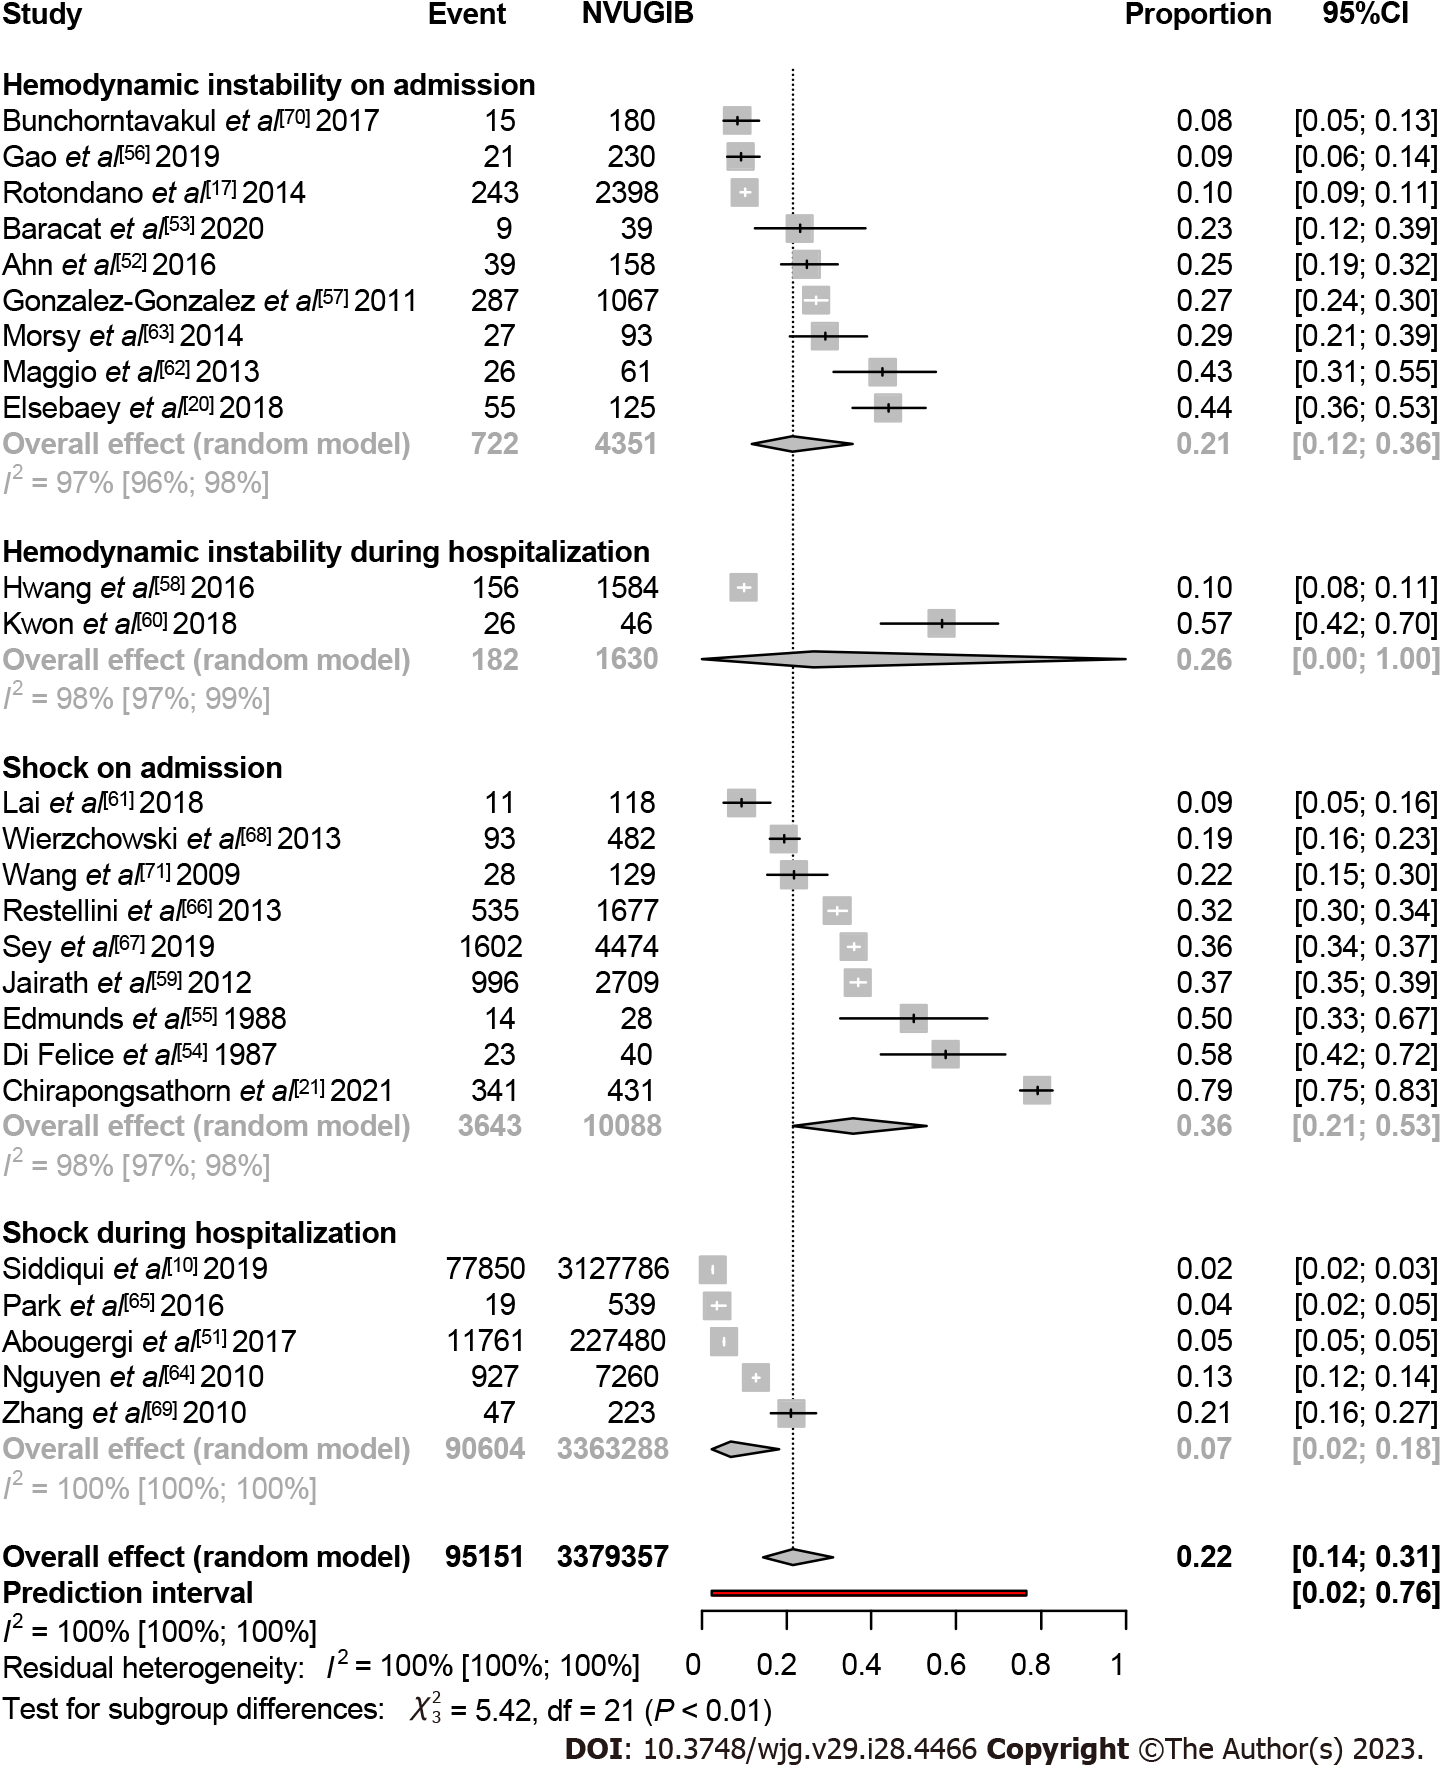 Study Event NVUGIB Proportion 95%CI
Hemodynamic instability on admission
Bunchorntavakul et al[70] 2017 15 180 0.08 [0.05; 0.13]
Gao et al[56] 2019 21 230 0.09 [0.06; 0.14]
Rotondano et al[17] 2014 243 2398 0.10 [0.09; 0.11]
Baracat et al[53] 2020 9 39 0.23 [0.12; 0.39]
Ahn et al[52] 2016 39 158 0.25 [0.19; 0.32]
Gonzalez-Gonzalez et al[57] 2011 287 1067 0.27 [0.24; 0.30]
Morsy et al[63] 2014 27 93 0.29 [0.21; 0.39]
Maggio et al[62] 2013 26 61 0.43 [0.31; 0.55]
Elsebaey et al[20] 2018 55 125 0.44 [0.36; 0.53]
Overall effect (random model) 722 4351 0.21 [0.12; 0.36]
I² = 97% [96%; 98%]
Hemodynamic instability during hospitalization
Hwang et al[58] 2016 156 1584 0.10 [0.08; 0.11]
Kwon et al[60] 2018 26 46 0.57 [0.42; 0.70]
Overall effect (random model) 182 1630 0.26 [0.00; 1.00]
I² = 98% [97%; 99%]
Shock on admission
Lai et al[61] 2018 11 118 0.09 [0.05; 0.16]
Wierzchowski et al[68] 2013 93 482 0.19 [0.16; 0.23]
Wang et al[71] 2009 28 129 0.22 [0.15; 0.30]
Restellini et al[66] 2013 535 1677 0.32 [0.30; 0.34]
Sey et al[67] 2019 1602 4474 0.36 [0.34; 0.37]
Jairath et al[59] 2012 996 2709 0.37 [0.35; 0.39]
Edmunds et al[55] 1988 14 28 0.50 [0.33; 0.67]
Di Felice et al[54] 1987 23 40 0.58 [0.42; 0.72]
Chirapongsathorn et al[21] 2021 341 431 0.79 [0.75; 0.83]
Overall effect (random model) 3643 10088 0.36 [0.21; 0.53]
I² = 98% [97%; 98%]
Shock during hospitalization
Siddiqui et al[10] 2019 77850 3127786 0.02 [0.02; 0.03]
Park et al[65] 2016 19 539 0.04 [0.02; 0.05]
Abougergi et al[51] 2017 11761 227480 0.05 [0.05; 0.05]
Nguyen et al[64] 2010 927 7260 0.13 [0.12; 0.14]
Zhang et al[69] 2010 47 223 0.21 [0.16; 0.27]
Overall effect (random model) 90604 3363288 0.07 [0.02; 0.18]
I² = 100% [100%; 100%]
Overall effect (random model) 95151 3379357 0.22 [0.14; 0.31]
Prediction interval [0.02; 0.76]
I² = 100% [100%; 100%]
Residual heterogeneity: I² = 100% [100%; 100%] 0 0.2 0.4 0.6 0.8 1
Test for subgroup differences: χ²₃ = 5.42, df = 21 (P < 0.01)
DOI: 10.3748/wjg.v29.i28.4466 Copyright ©The Author(s) 2023.